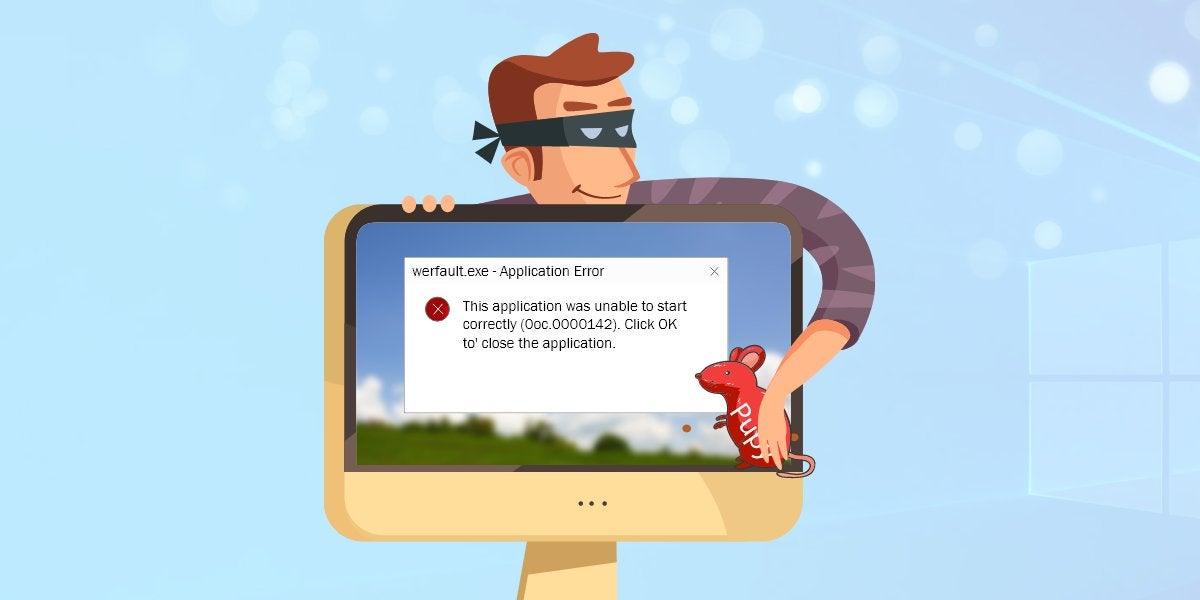 werfault.exe - Application Error
This application was unable to start
correctly (0oc.0000142). Click OK
to' close the application.
Pupy